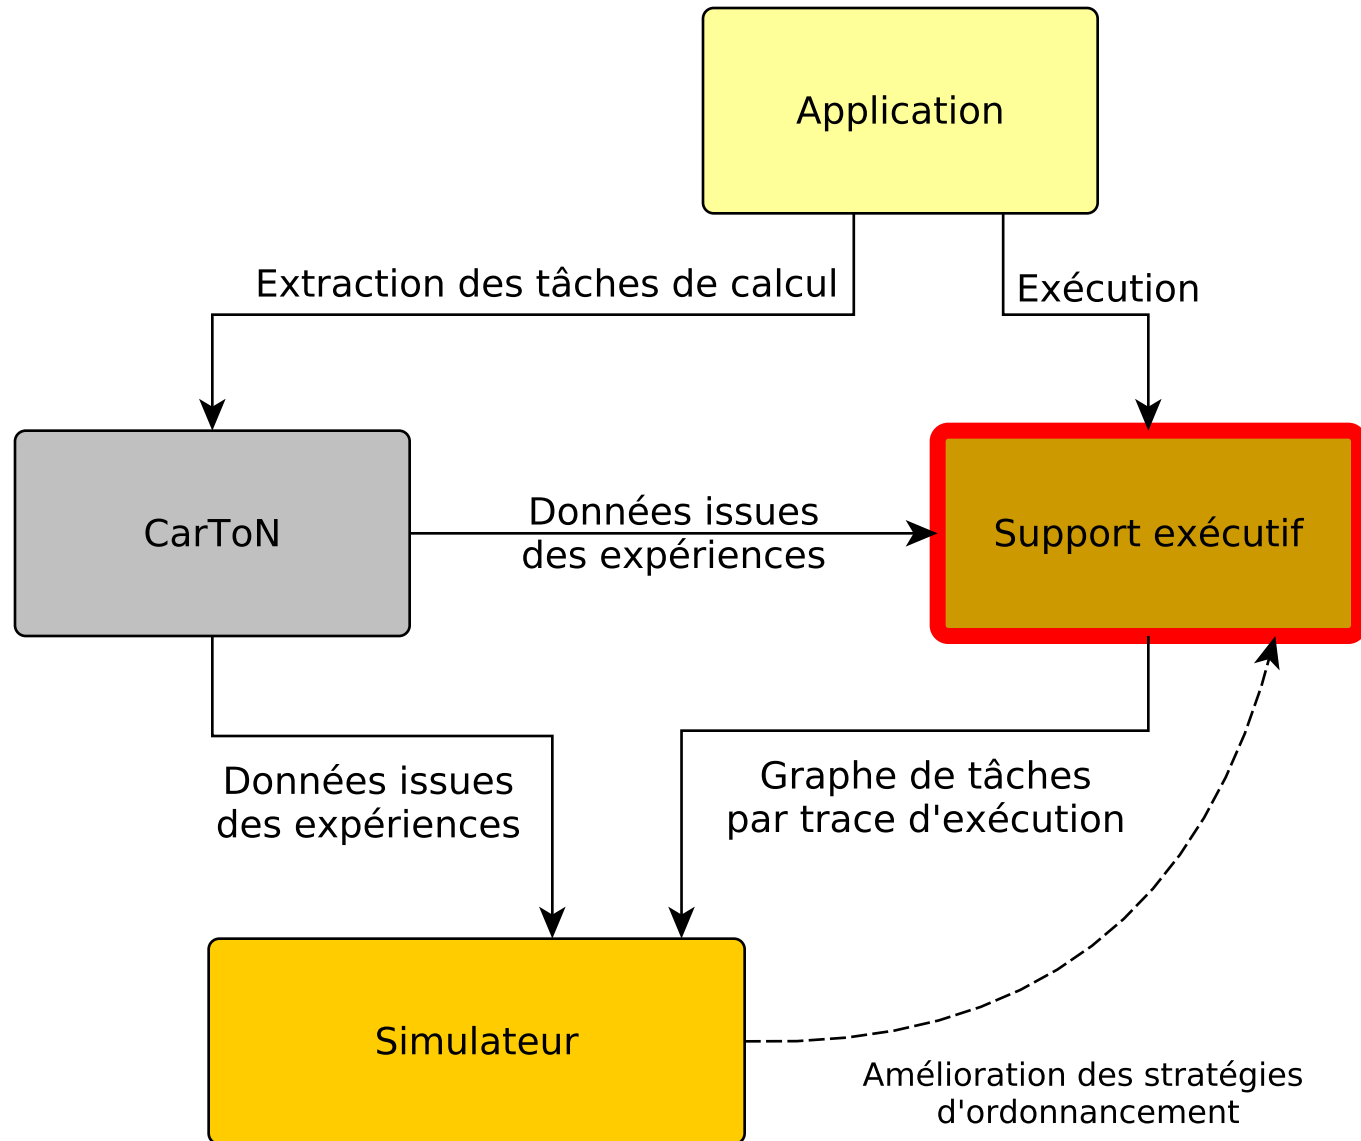 Application
Extraction des tâches de calcul
Exécution
CarToN
Données issues
des expériences
Support exécutif
Données issues
des expériences
Graphe de tâches
par trace d'exécution
Simulateur
Amélioration des stratégies
d'ordonnancement